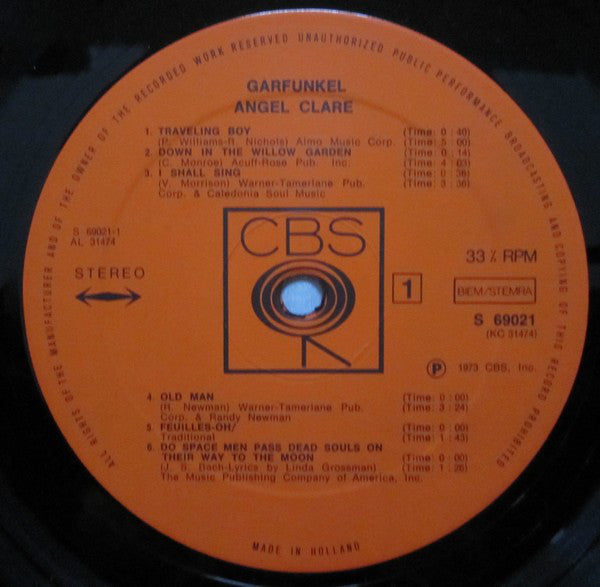 ALL RIGHTS OF THE MANUFACTURER AND OF THE OWNER OF THE RECORDED WORK RESERVED UNAUTHORIZED PUBLIC PERFORMANCE BROADCASTING AND COPYING OF THIS RECORD PROHIBITED
GARFUNKEL
ANGEL CLARE
1. TRAVELING BOY (Time: 0 : 40)
(P. Williams-R. Nichols) Almo Music Corp. (Time: 5 : 00)
2. DOWN IN THE WILLOW GARDEN (Time: 0 : 14)
(C. Monroe) Acuff-Rose Pub. Inc. (Time: 4 : 03)
3. I SHALL SING (Time: 0 : 38)
(V. Morrison) Warner-Tamerlane Pub. (Time: 3 : 36)
Corp. & Caledonia Soul Music
S 69021-1
AL 31474
STEREO
CBS
33⅓ RPM
1
BIEM/STEMRA
S 69021
(KC 31474)
Ⓟ 1973 CBS, Inc.
4. OLD MAN (Time: 0 : 00)
(R. Newman) Warner-Tamerlane Pub. (Time: 3 : 24)
Corp. & Randy Newman
5. FEUILLES-OH/ (Time: 0 : 00)
Traditional (Time: 1 : 43)
6. DO SPACE MEN PASS DEAD SOULS ON
THEIR WAY TO THE MOON (Time: 0 : 00)
(J. S. Bach-Lyrics by Linda Grossman) (Time: 1 : 26)
The Music Publishing Company of America, Inc.
MADE IN HOLLAND